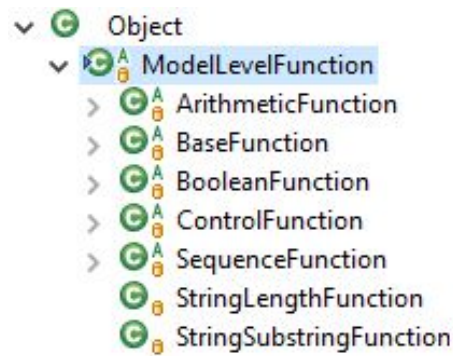 Object
ModelLevelFunction
ArithmeticFunction
BaseFunction
BooleanFunction
ControlFunction
SequenceFunction
StringLengthFunction
StringSubstringFunction